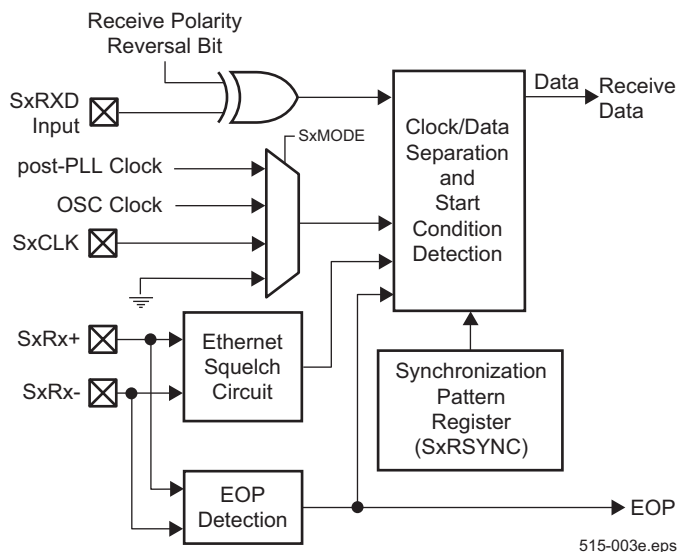 Receive Polarity
Reversal Bit
SxRXD
Input
SxMODE
post-PLL Clock
OSC Clock
SxCLK
Clock/Data
Separation
and
Start
Condition
Detection
Data
Receive
Data
SxRx+
SxRx-
Ethernet
Squelch
Circuit
Synchronization
Pattern
Register
(SxRSYNC)
EOP
Detection
EOP
515-003e.eps